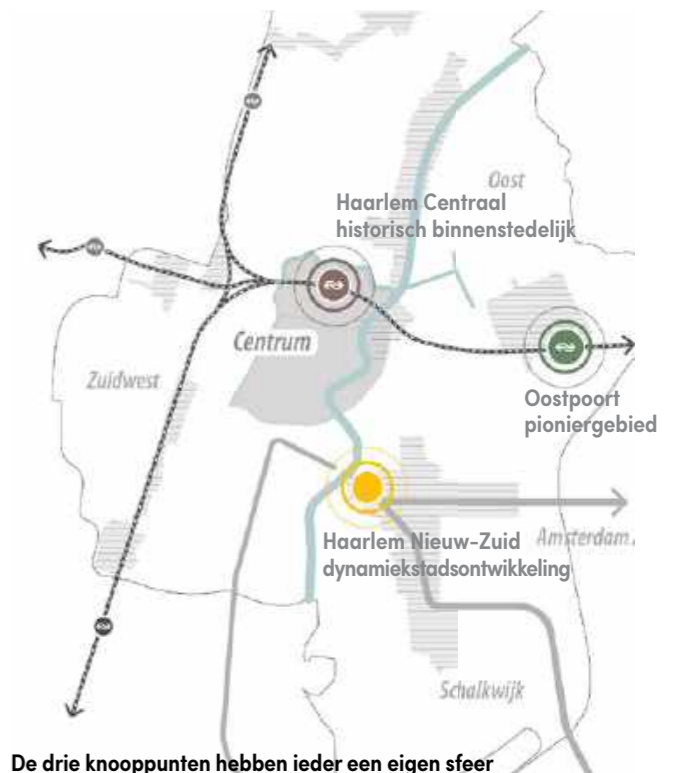 Oost
Haarlem Centraal
historisch binnenstedelijk
Centrum
Zuidwest
Oostpoort
pioniergebied
Haarlem Nieuw-Zuid
dynamiekstadsontwikkeling
Amsterdam
Schalkwijk
De drie knooppunten hebben ieder een eigen sfeer